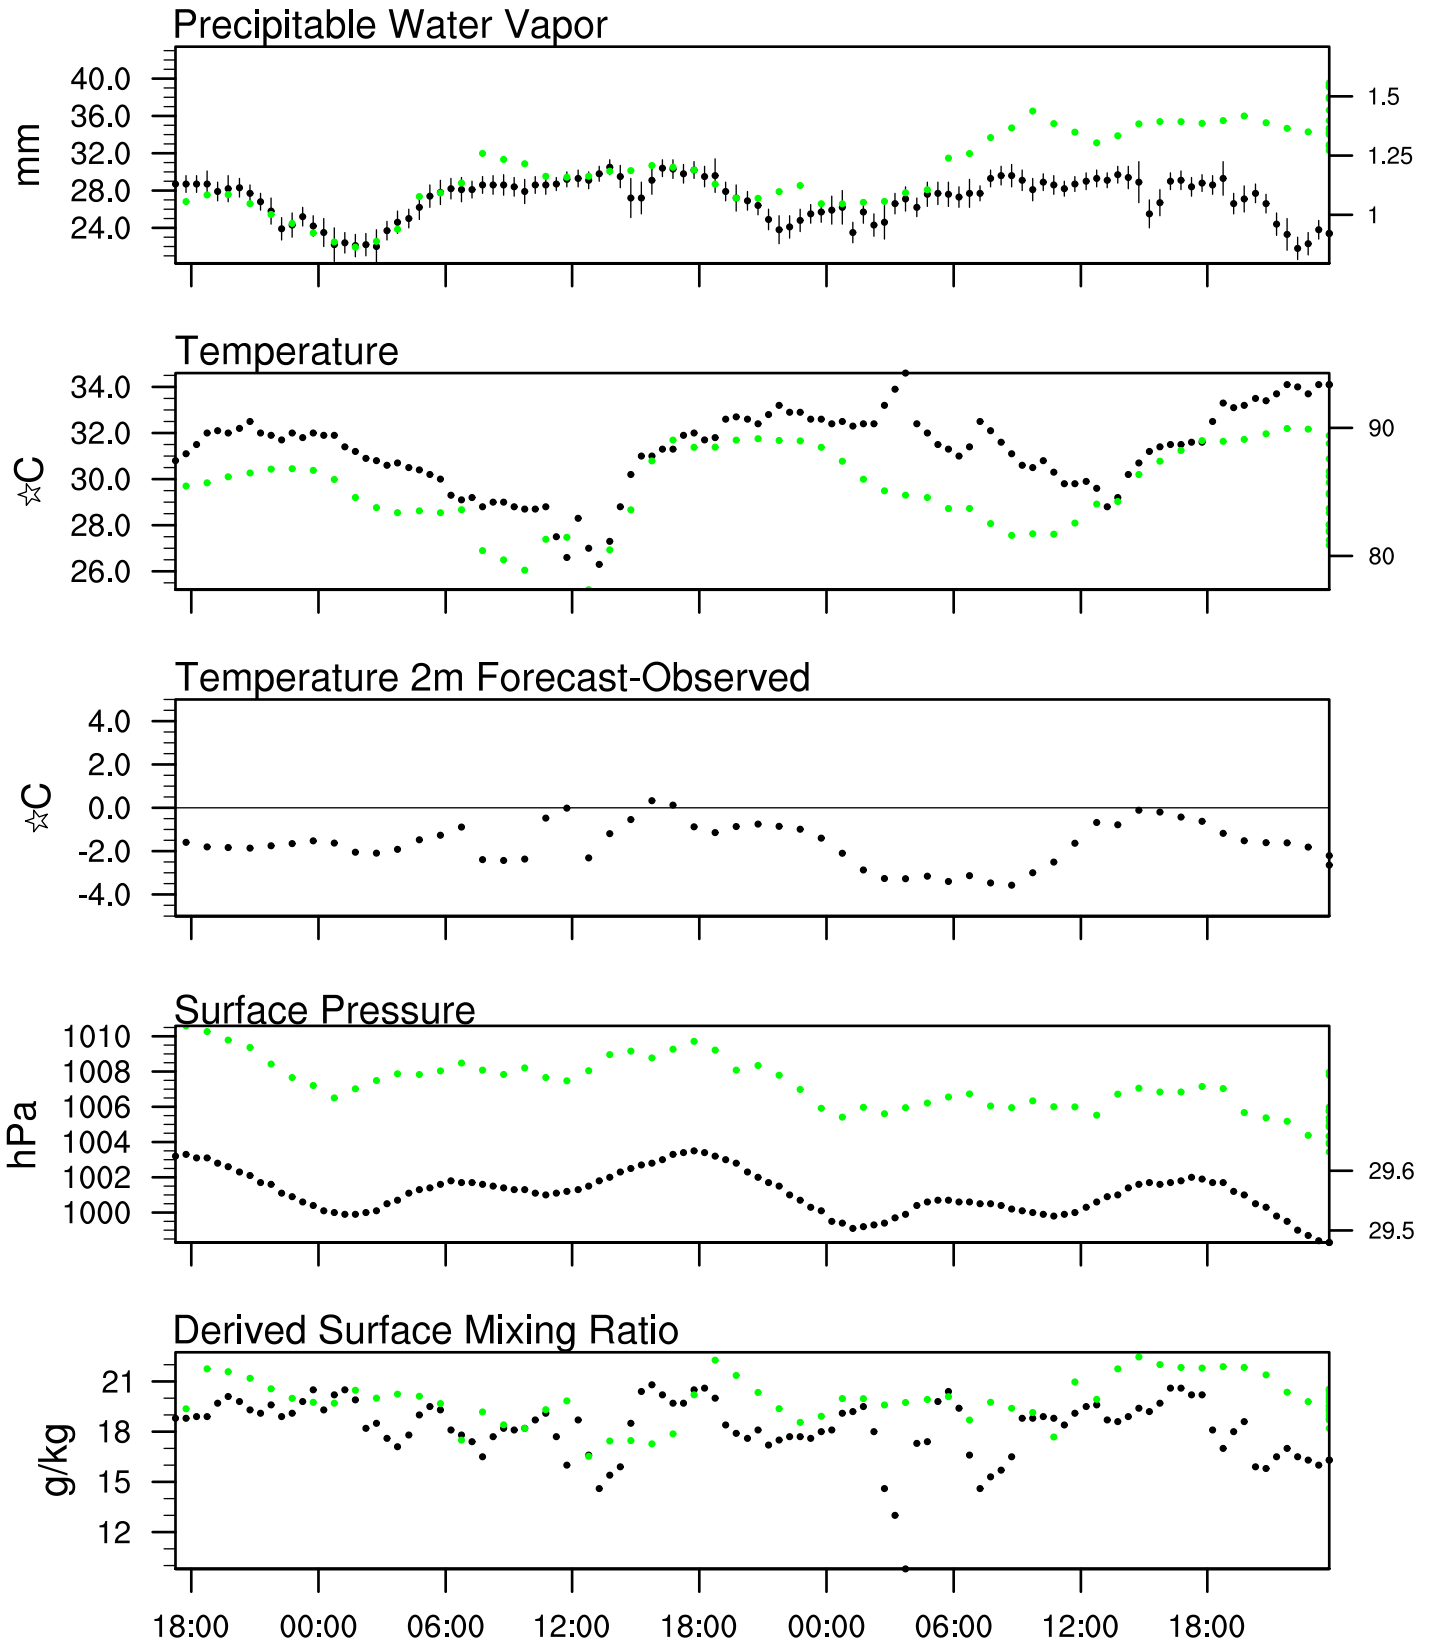 Precipitable Water Vapor
mm
40.0
36.0
32.0
28.0
24.0
1.5
1.25
1
Temperature
☆C
34.0
32.0
30.0
28.0
26.0
90
80
Temperature 2m Forecast-Observed
☆C
4.0
2.0
0.0
-2.0
-4.0
Surface Pressure
hPa
1010
1008
1006
1004
1002
1000
29.6
29.5
Derived Surface Mixing Ratio
g/kg
21
18
15
12
18:00 00:00 06:00 12:00 18:00 00:00 06:00 12:00 18:00